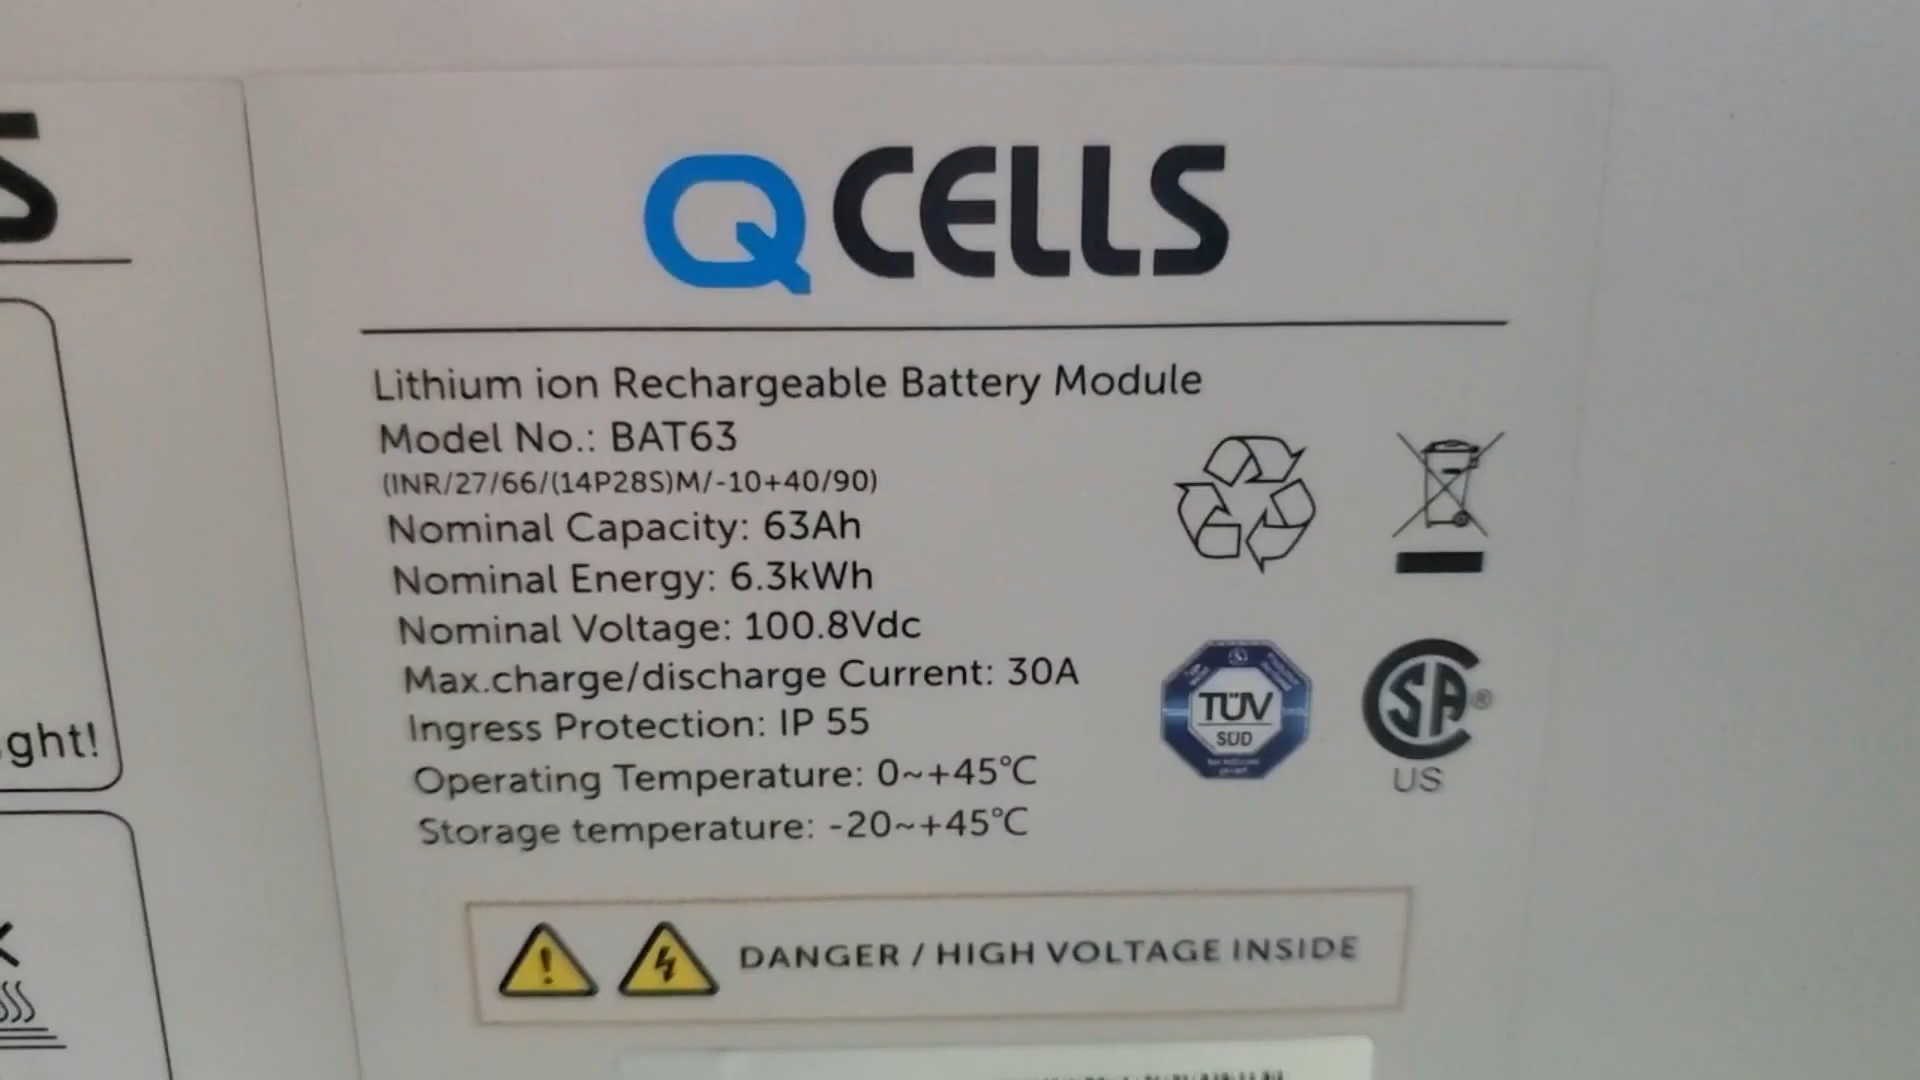 Q CELLS
Lithium ion Rechargeable Battery Module
Model No.: BAT63
(INR/27/66/(14P28S)M/-10+40/90)
Nominal Capacity: 63Ah
Nominal Energy: 6.3kWh
Nominal Voltage: 100.8Vdc
Max.charge/discharge Current: 30A
Ingress Protection: IP 55
Operating Temperature: 0~+45℃
Storage temperature: -20~+45℃
TÜV
SÜD
SA®
US
DANGER / HIGH VOLTAGE INSIDE
ght!